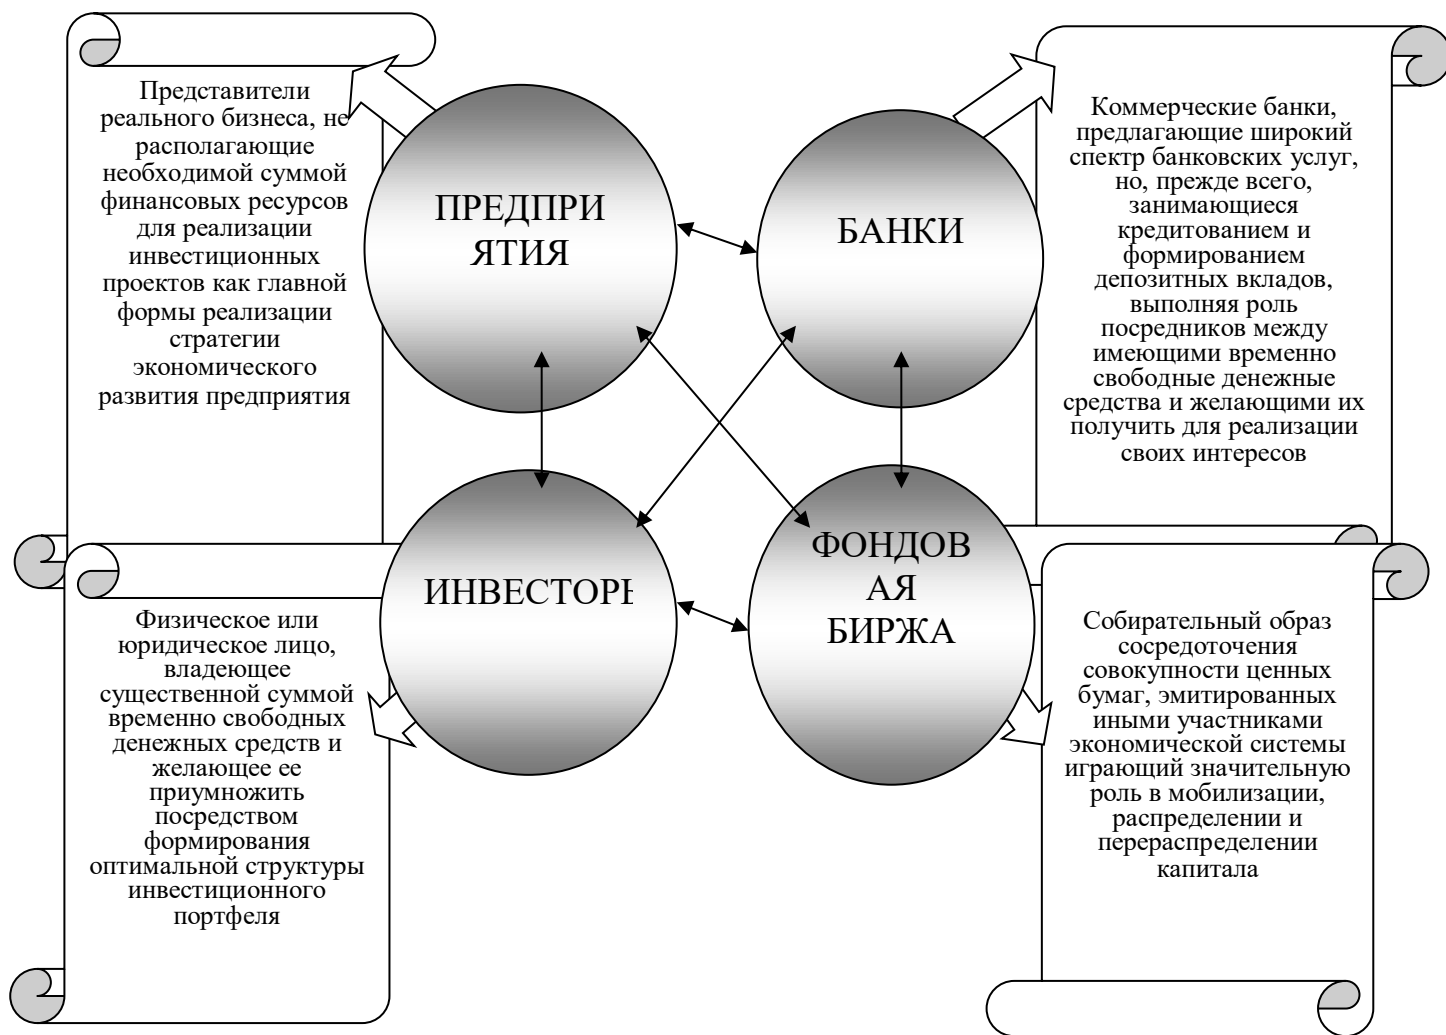 Представители
реального бизнеса, не
располагающие
необходимой суммой
финансовых ресурсов
для реализации
инвестиционных
проектов как главной
формы реализации
стратегии
экономического
развития предприятия
ПРЕДПРИ
ЯТИЯ
БАНКИ
Коммерческие банки,
предлагающие широкий
спектр банковских услуг,
но, прежде всего,
занимающиеся
кредитованием и
формированием
депозитных вкладов,
выполняя роль
посредников между
имеющими временно
свободные денежные
средства и желающими их
получить для реализации
своих интересов
ИНВЕСТОРЫ
ФОНДОВ
АЯ
БИРЖА
Физическое или
юридическое лицо,
владеющее
существенной суммой
временно свободных
денежных средств и
желающее ее
приумножить
посредством
формирования
оптимальной структуры
инвестиционного
портфеля
Собирательный образ
сосредоточения
совокупности ценных
бумаг, эмитированных
иными участниками
экономической системы
играющий значительную
роль в мобилизации,
распределении и
перераспределении
капитала